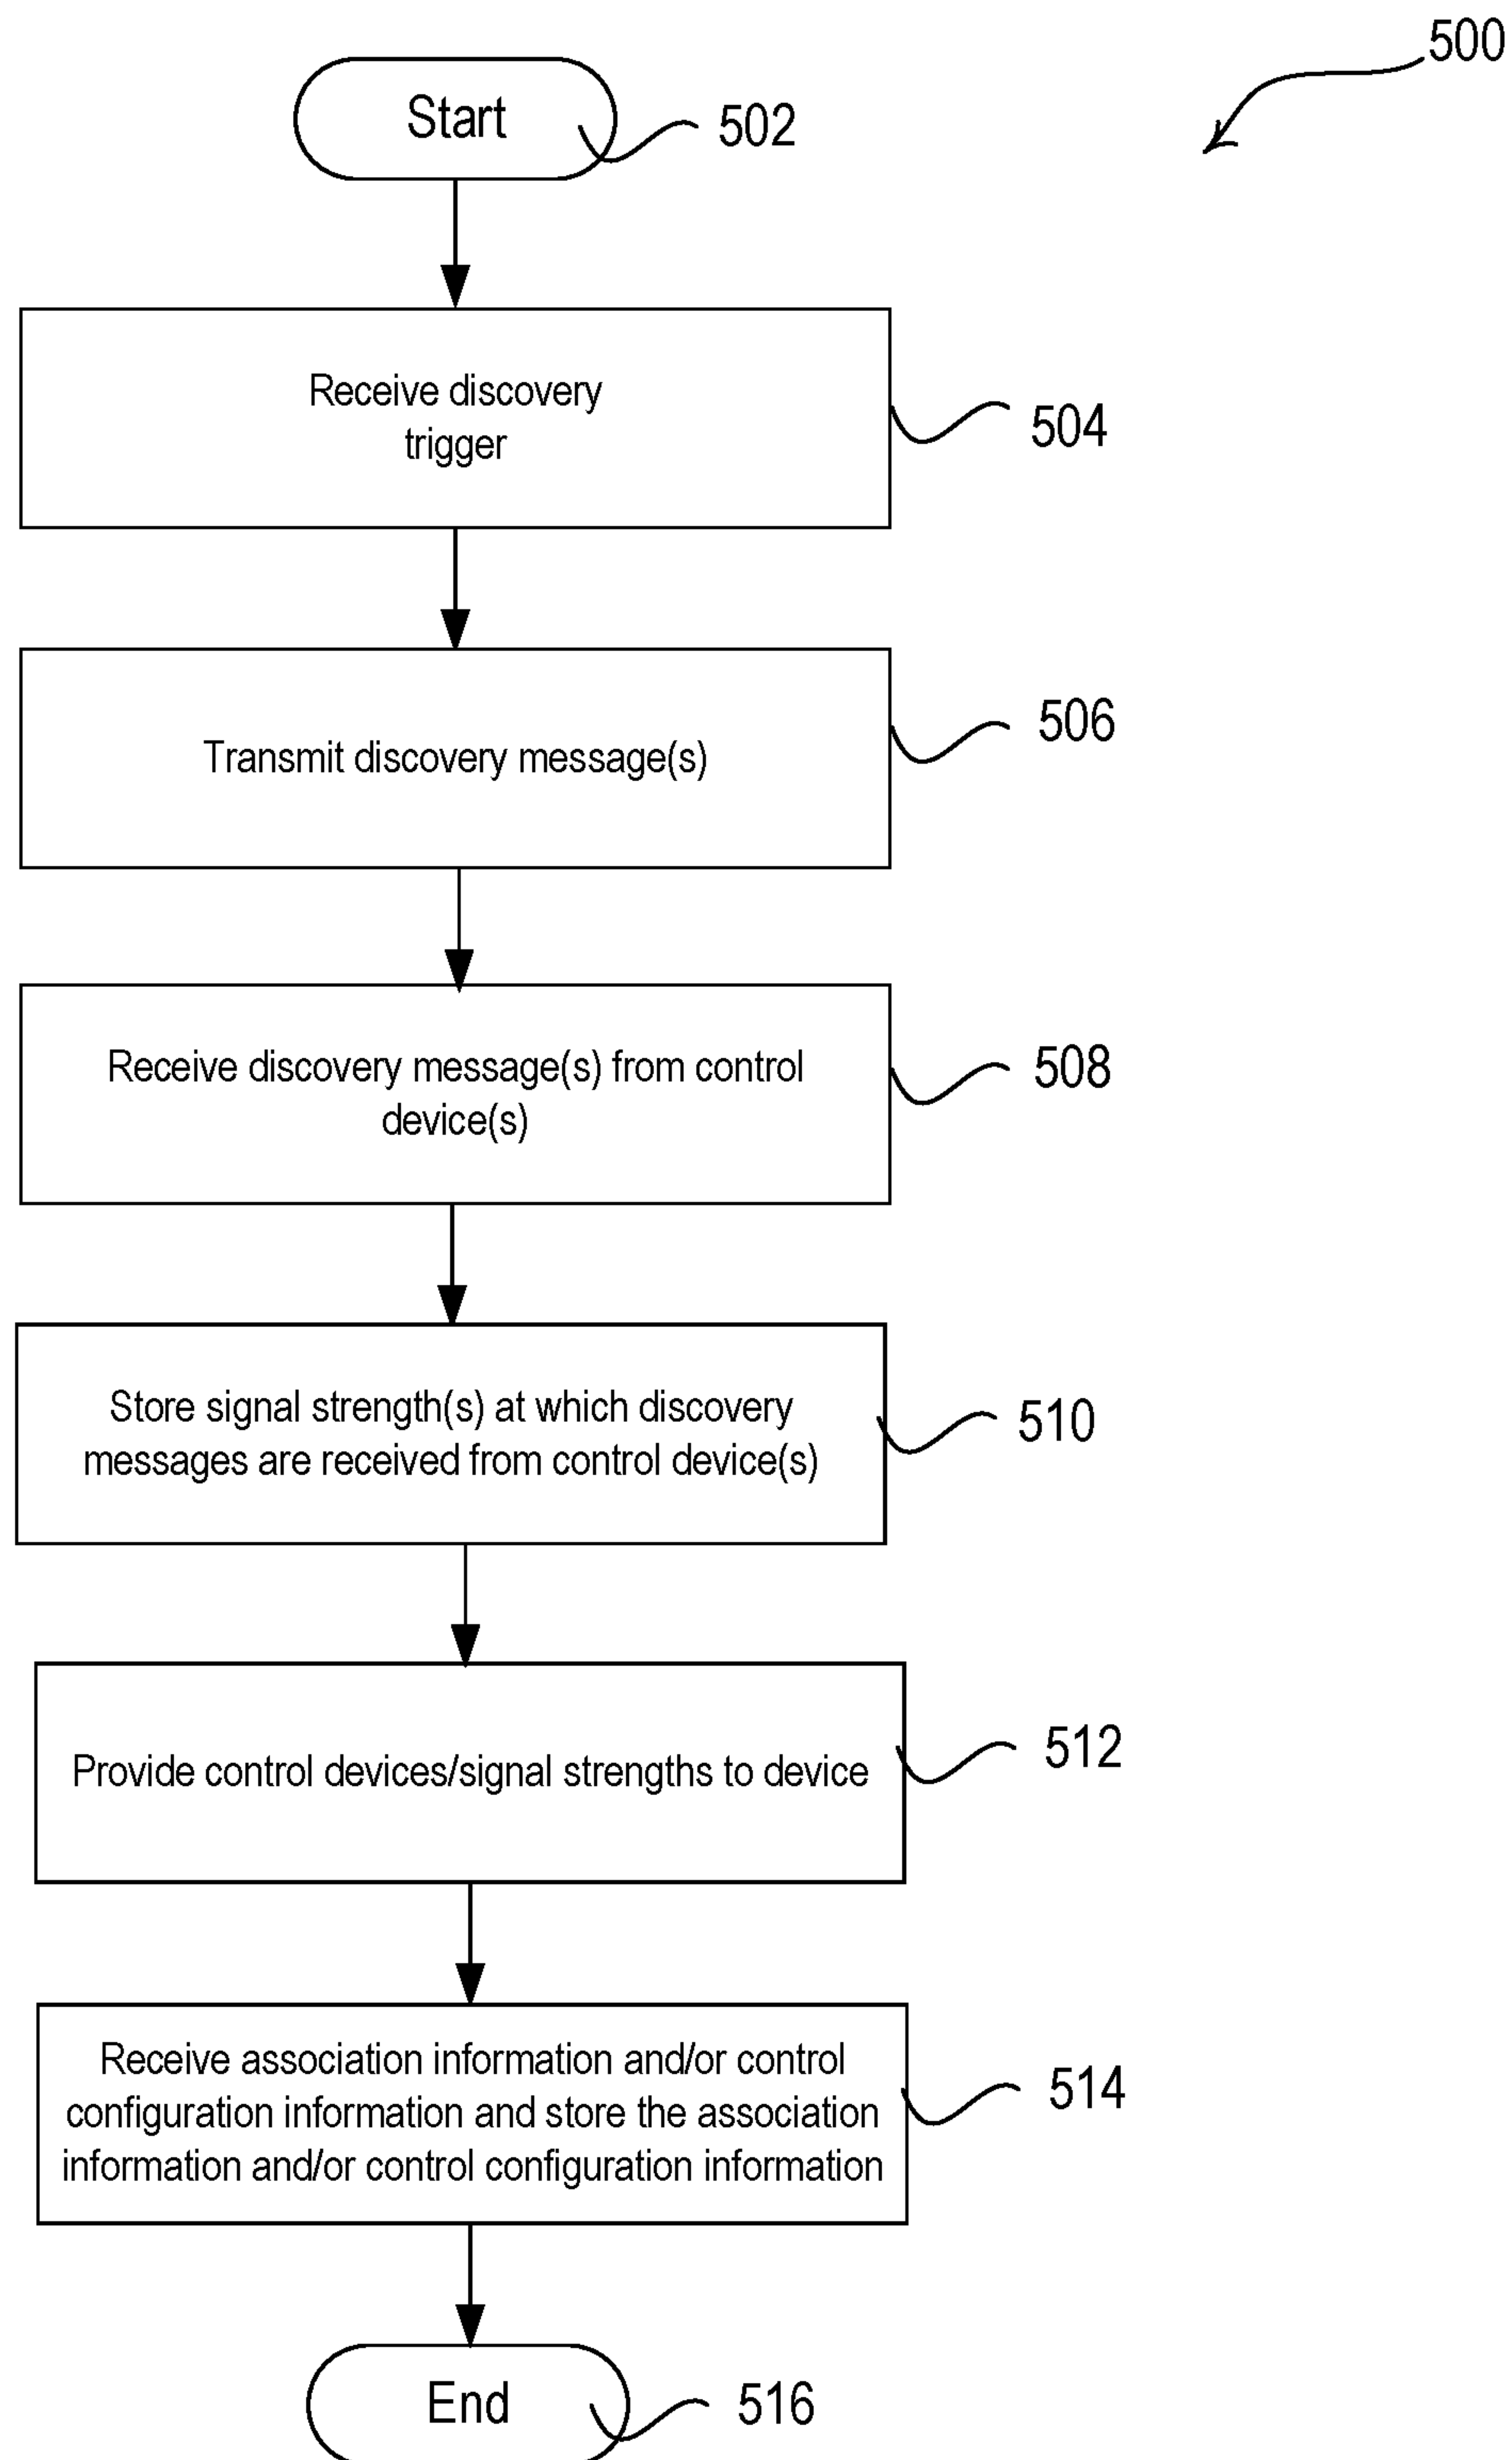 500
Start
502
Receive discovery
trigger
504
Transmit discovery message(s)
506
Receive discovery message(s) from control
device(s)
508
Store signal strength(s) at which discovery
messages are received from control device(s)
510
Provide control devices/signal strengths to device
512
Receive association information and/or control
configuration information and store the association
information and/or control configuration information
514
End
516